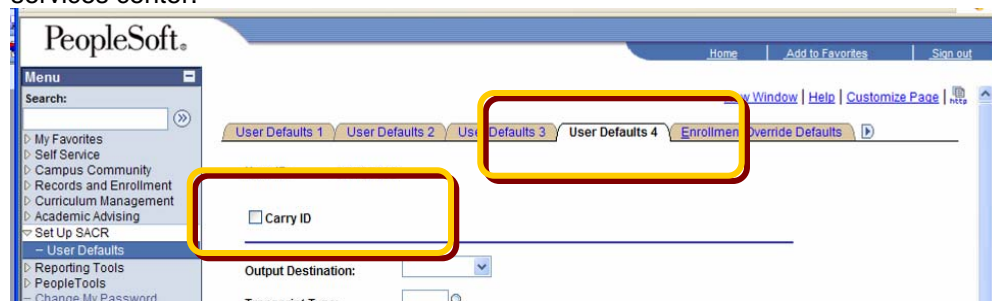 services center.
PeopleSoft.
Home Add to Favorites Sign out
Menu
Search:
Window | Help | Customize Page | http
User Defaults 1 User Defaults 2 User Defaults 3 User Defaults 4 Enrollment Override Defaults
My Favorites
Self Service
Campus Community
Records and Enrollment
Curriculum Management
Academic Advising
Set Up SACR
– User Defaults
Reporting Tools
PeopleTools
– Change My Password
Carry ID
Output Destination: